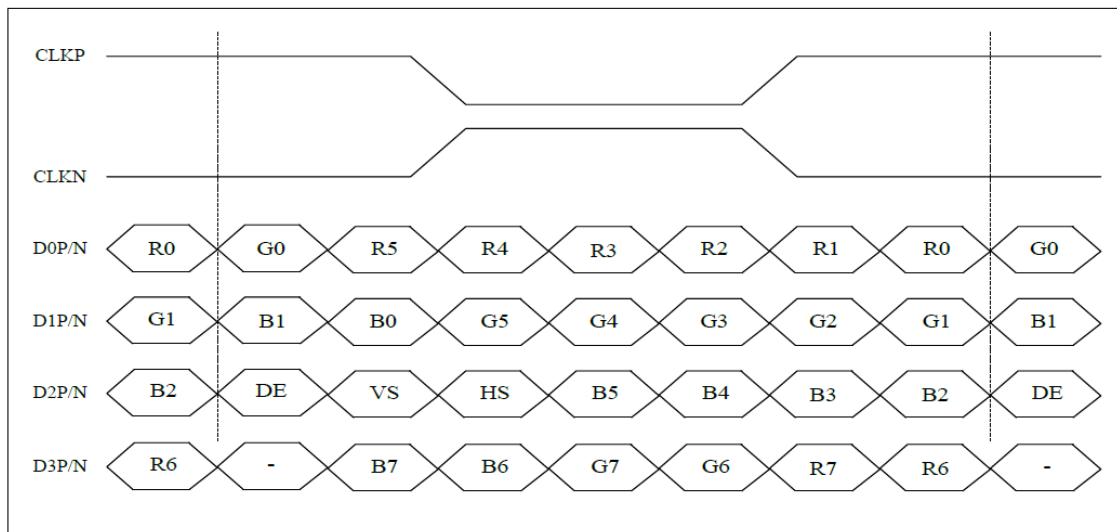 CLKP
CLKN
D0P/N R0 G0 R5 R4 R3 R2 R1 R0 G0
D1P/N G1 B1 B0 G5 G4 G3 G2 G1 B1
D2P/N B2 DE VS HS B5 B4 B3 B2 DE
D3P/N R6 - B7 B6 G7 G6 R7 R6 -